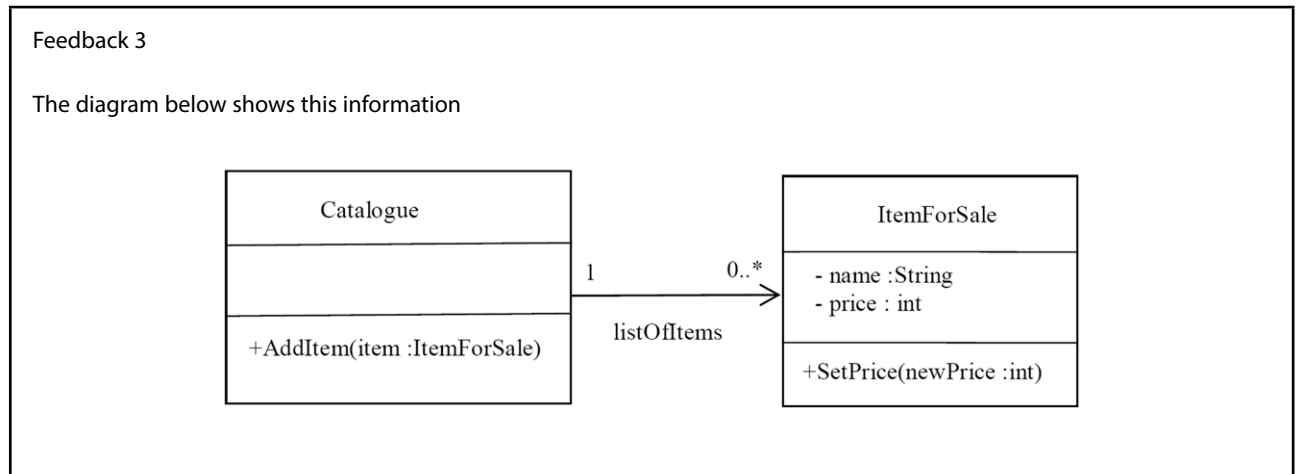 Feedback 3
The diagram below shows this information
Catalogue
+AddItem(item :ItemForSale)
1
0..*
listOfItems
ItemForSale
- name :String
- price : int
+SetPrice(newPrice :int)